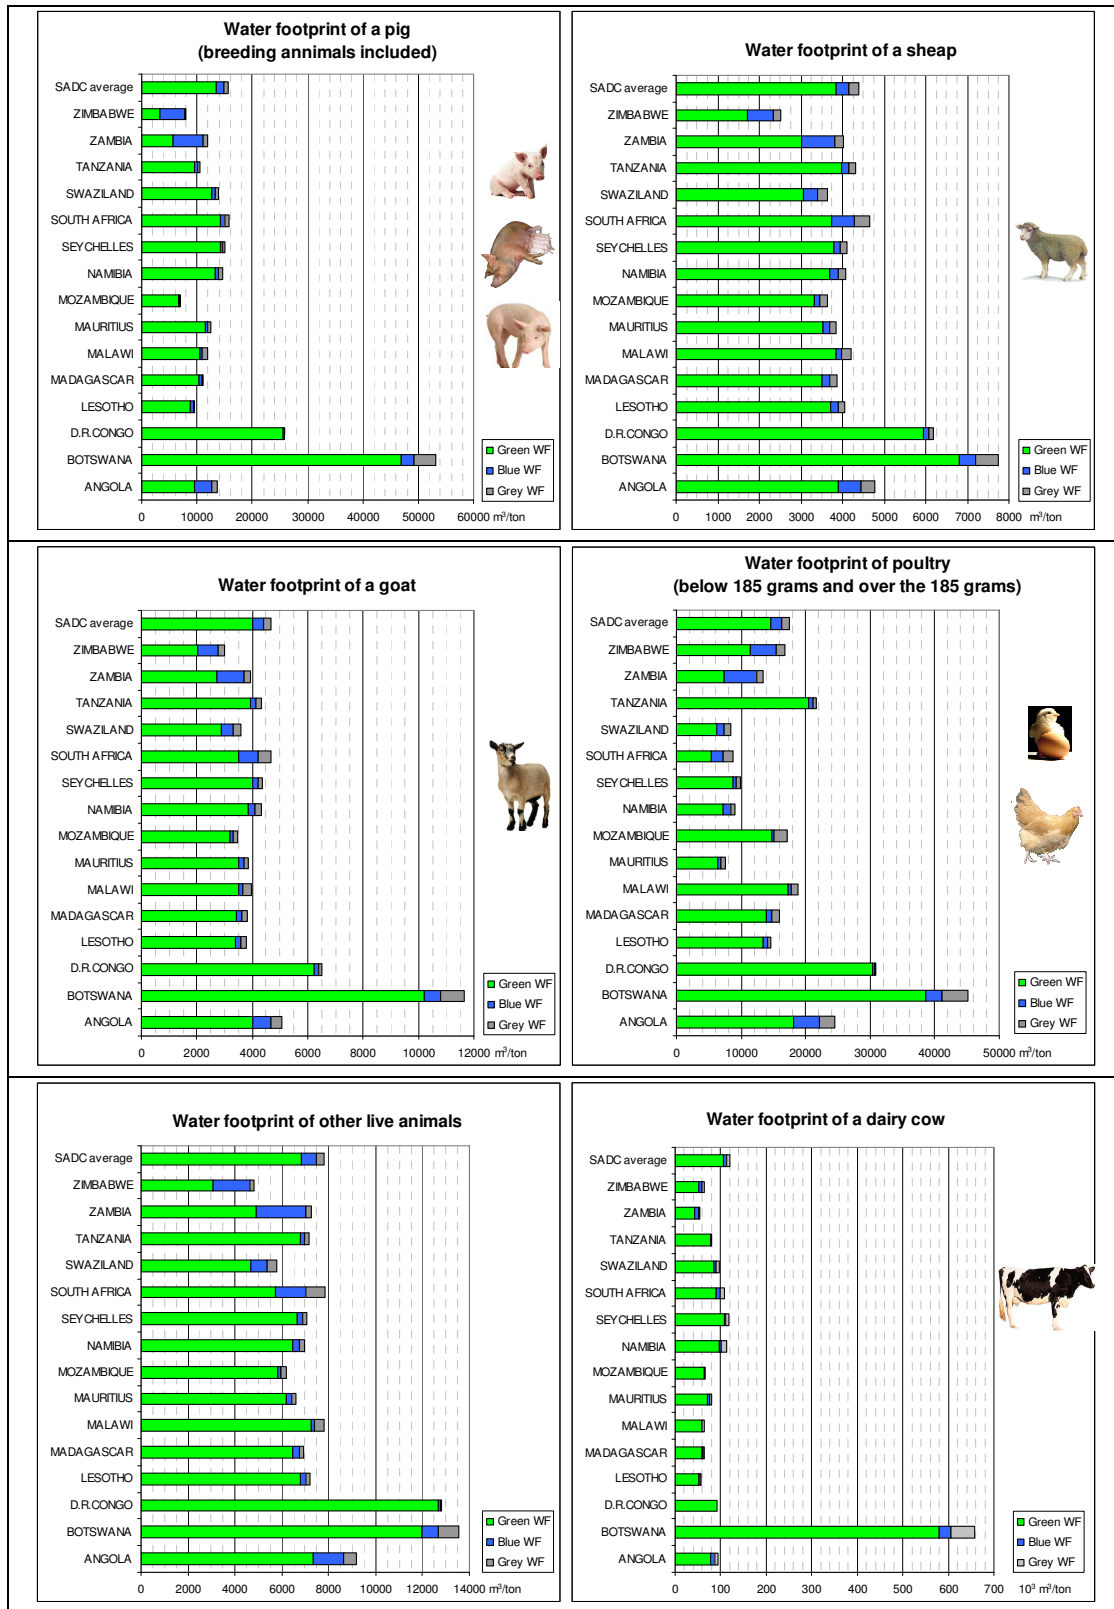 Water footprint of a pig
(breeding annimals included)
SADC average
ZIMBABWE
ZAMBIA
TANZANIA
SWAZILAND
SOUTH AFRICA
SEYCHELLES
NAMIBIA
MOZAMBIQUE
MAURITIUS
MALAWI
MADAGASCAR
LESOTHO
D.R.CONGO
BOTSWANA
ANGOLA
Green WF
Blue WF
Grey WF
0 10000 20000 30000 40000 50000 60000 m³/ton
Water footprint of a sheap
SADC average
ZIMBABWE
ZAMBIA
TANZANIA
SWAZILAND
SOUTH AFRICA
SEYCHELLES
NAMIBIA
MOZAMBIQUE
MAURITIUS
MALAWI
MADAGASCAR
LESOTHO
D.R.CONGO
BOTSWANA
ANGOLA
Green WF
Blue WF
Grey WF
0 1000 2000 3000 4000 5000 6000 7000 8000 m³/ton
Water footprint of a goat
SADC average
ZIMBABWE
ZAMBIA
TANZANIA
SWAZILAND
SOUTH AFRICA
SEYCHELLES
NAMIBIA
MOZAMBIQUE
MAURITIUS
MALAWI
MADAGASCAR
LESOTHO
D.R.CONGO
BOTSWANA
ANGOLA
Green WF
Blue WF
Grey WF
0 2000 4000 6000 8000 10000 12000 m³/ton
Water footprint of poultry
(below 185 grams and over the 185 grams)
SADC average
ZIMBABWE
ZAMBIA
TANZANIA
SWAZILAND
SOUTH AFRICA
SEYCHELLES
NAMIBIA
MOZAMBIQUE
MAURITIUS
MALAWI
MADAGASCAR
LESOTHO
D.R.CONGO
BOTSWANA
ANGOLA
Green WF
Blue WF
Grey WF
0 10000 20000 30000 40000 50000 m³/ton
Water footprint of other live animals
SADC average
ZIMBABWE
ZAMBIA
TANZANIA
SWAZILAND
SOUTH AFRICA
SEYCHELLES
NAMIBIA
MOZAMBIQUE
MAURITIUS
MALAWI
MADAGASCAR
LESOTHO
D.R.CONGO
BOTSWANA
ANGOLA
Green WF
Blue WF
Grey WF
0 2000 4000 6000 8000 10000 12000 14000 m³/ton
Water footprint of a dairy cow
SADC average
ZIMBABWE
ZAMBIA
TANZANIA
SWAZILAND
SOUTH AFRICA
SEYCHELLES
NAMIBIA
MOZAMBIQUE
MAURITIUS
MALAWI
MADAGASCAR
LESOTHO
D.R.CONGO
BOTSWANA
ANGOLA
Green WF
Blue WF
Grey WF
0 100 200 300 400 500 600 700 10³ m³/ton